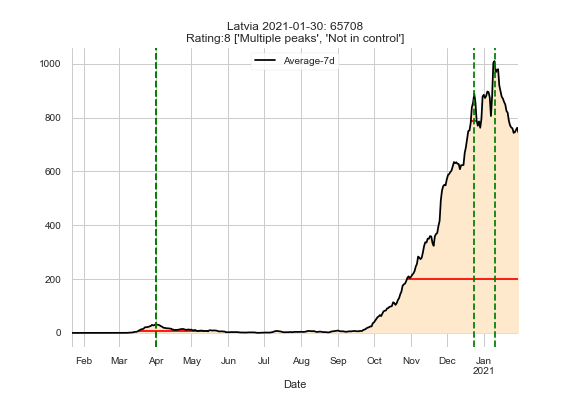 Latvia 2021-01-30: 65708
Rating:8 ['Multiple peaks', 'Not in control']
Average-7d
1000
800
600
400
200
0
Feb Mar Apr May Jun Jul Aug Sep Oct Nov Dec Jan
2021
Date